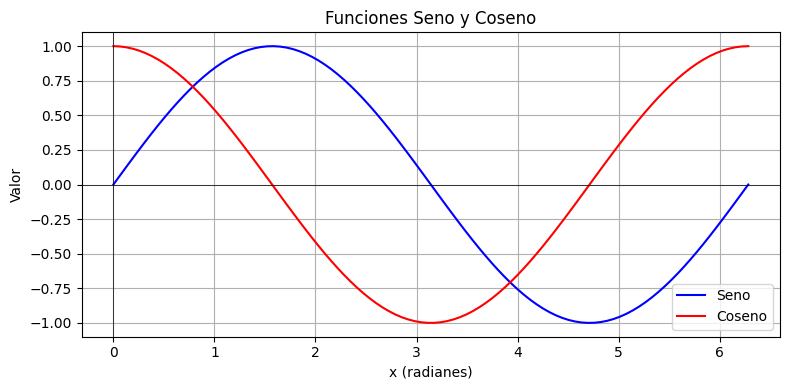 Funciones Seno y Coseno
Valor
1.00
0.75
0.50
0.25
0.00
−0.25
−0.50
−0.75
−1.00
Seno
Coseno
0 1 2 3 4 5 6
x (radianes)